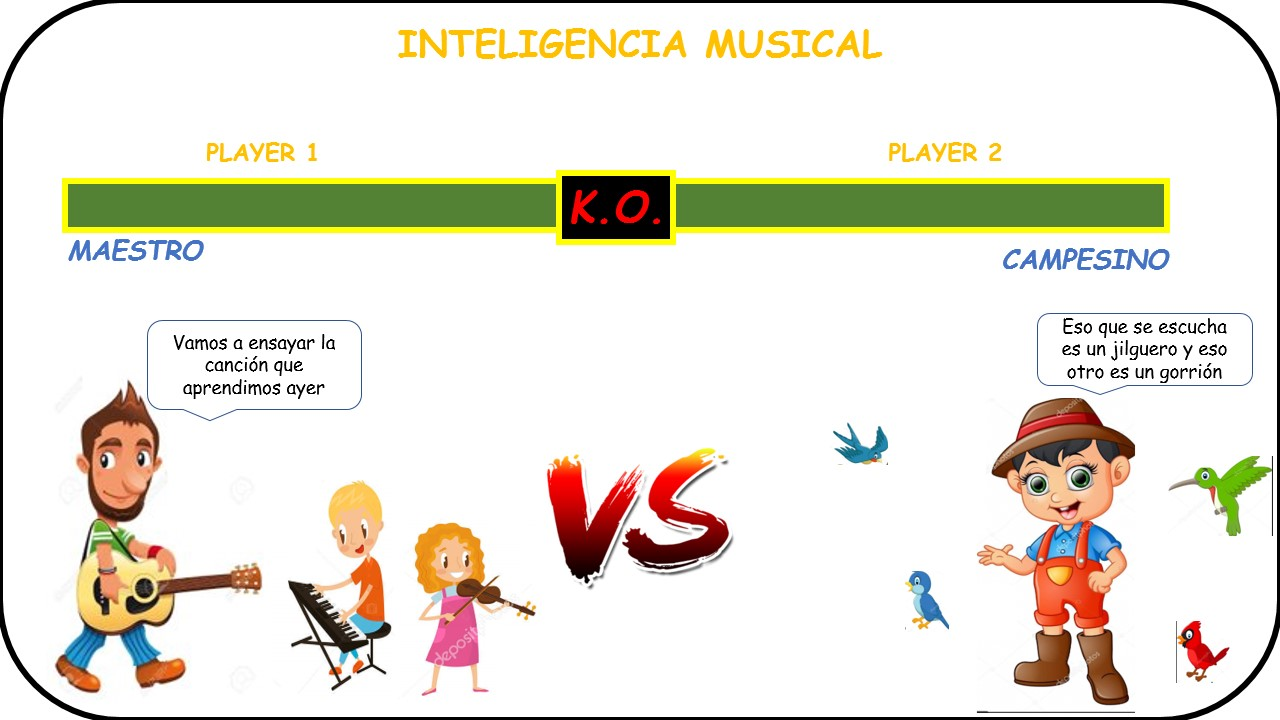 INTELIGENCIA MUSICAL
PLAYER 1
PLAYER 2
K.O.
MAESTRO
CAMPESINO
Vamos a ensayar la
canción que
aprendimos ayer
Eso que se escucha
es un jilguero y eso
otro es un gorrión
VS